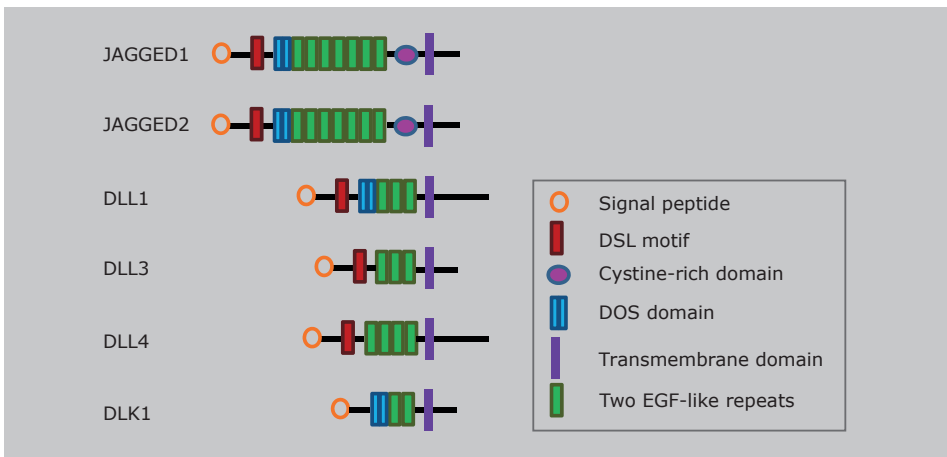 JAGGED1
JAGGED2
DLL1
DLL3
DLL4
DLK1
Signal peptide
DSL motif
Cystine-rich domain
DOS domain
Transmembrane domain
Two EGF-like repeats